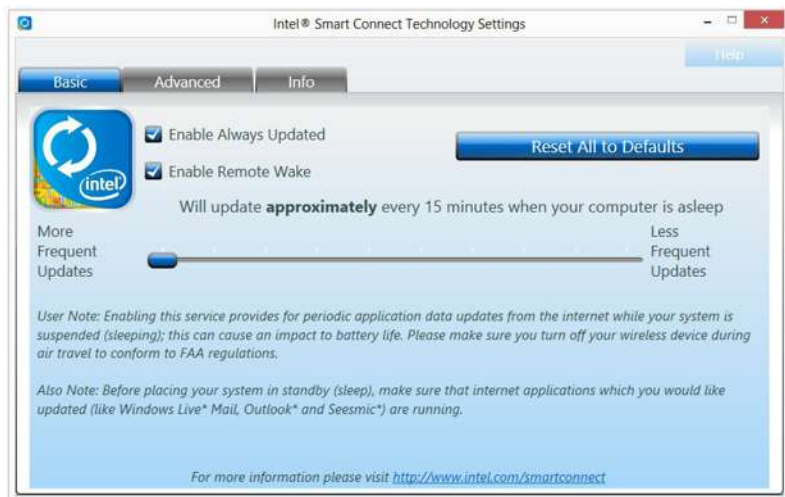 Intel® Smart Connect Technology Settings
Help
Basic
Advanced
Info
Enable Always Updated
Reset All to Defaults
Enable Remote Wake
(intel)
Will update approximately every 15 minutes when your computer is asleep
More
Frequent
Updates
Less
Frequent
Updates
User Note: Enabling this service provides for periodic application data updates from the internet while your system is
suspended (sleeping); this can cause an impact to battery life. Please make sure you turn off your wireless device during
air travel to conform to FAA regulations.
Also Note: Before placing your system in standby (sleep), make sure that internet applications which you would like
updated (like Windows Live* Mail, Outlook* and Seesmic*) are running.
For more information please visit http://www.intel.com/smartconnect